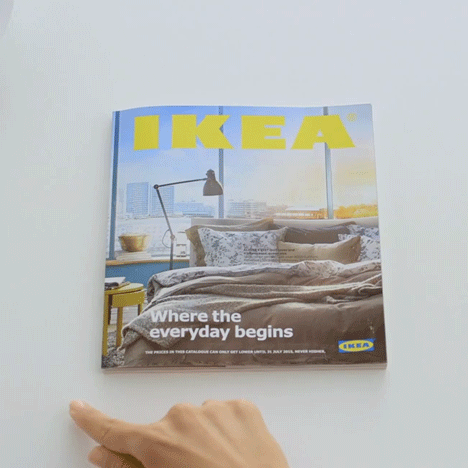 IKEA
Where the
everyday begins
THE PRICES IN THIS CATALOGUE CAN ONLY GET LOWER UNTIL 31 JULY 2015, NEVER HIGHER.
IKEA